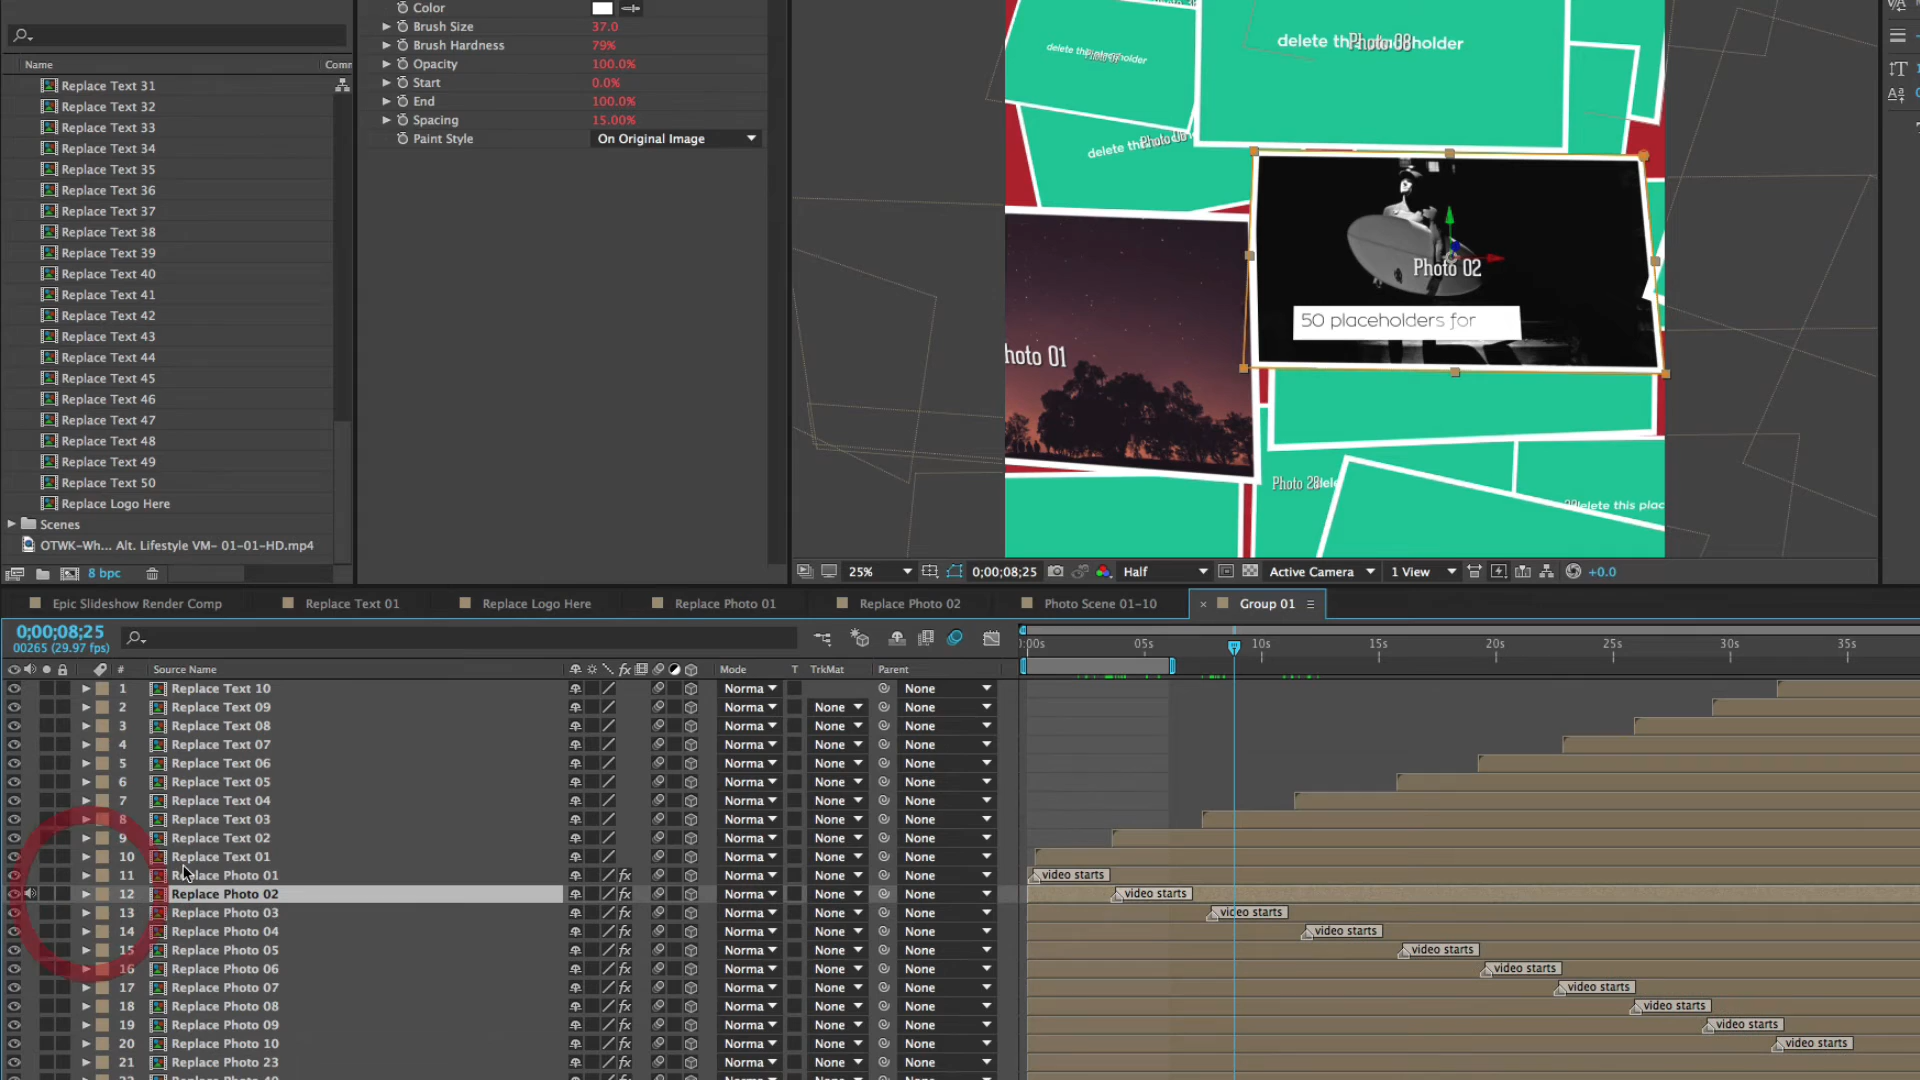 Color
Brush Size 37.0
Brush Hardness 79%
Opacity 100.0%
Start 0.0%
End 100.0%
Spacing 15.00%
Paint Style On Original Image
Name Comm
Replace Text 31
Replace Text 32
Replace Text 33
Replace Text 34
Replace Text 35
Replace Text 36
Replace Text 37
Replace Text 38
Replace Text 39
Replace Text 40
Replace Text 41
Replace Text 42
Replace Text 43
Replace Text 44
Replace Text 45
Replace Text 46
Replace Text 47
Replace Text 48
Replace Text 49
Replace Text 50
Replace Logo Here
Scenes
OTWK-Wh... Alt. Lifestyle VM- 01-01-HD.mp4
8 bpc
Photo 08
Photo 02
50 placeholders for
hoto 01
Photo 28
delete this plac
25% 0;00;08;25 Half Active Camera 1 View +0.0
Epic Slideshow Render Comp Replace Text 01 Replace Logo Here Replace Photo 01 Replace Photo 02 Photo Scene 01-10 × Group 01
0;00;08;25
00265 (29.97 fps)
:00s 05s 10s 15s 20s 25s 30s 35s
# Source Name fx Mode T TrkMat Parent
1 Replace Text 10 Norma None
2 Replace Text 09 Norma None None
3 Replace Text 08 Norma None None
4 Replace Text 07 Norma None None
5 Replace Text 06 Norma None None
6 Replace Text 05 Norma None None
7 Replace Text 04 Norma None None
8 Replace Text 03 Norma None None
9 Replace Text 02 Norma None None
10 Replace Text 01 Norma None None
11 Replace Photo 01 fx Norma None None video starts
12 Replace Photo 02 fx Norma None None video starts
13 Replace Photo 03 fx Norma None None video starts
14 Replace Photo 04 fx Norma None None video starts
15 Replace Photo 05 fx Norma None None video starts
16 Replace Photo 06 fx Norma None None video starts
17 Replace Photo 07 fx Norma None None video starts
18 Replace Photo 08 fx Norma None None video starts
19 Replace Photo 09 fx Norma None None video starts
20 Replace Photo 10 fx Norma None None video starts
21 Replace Photo 23 fx Norma None None